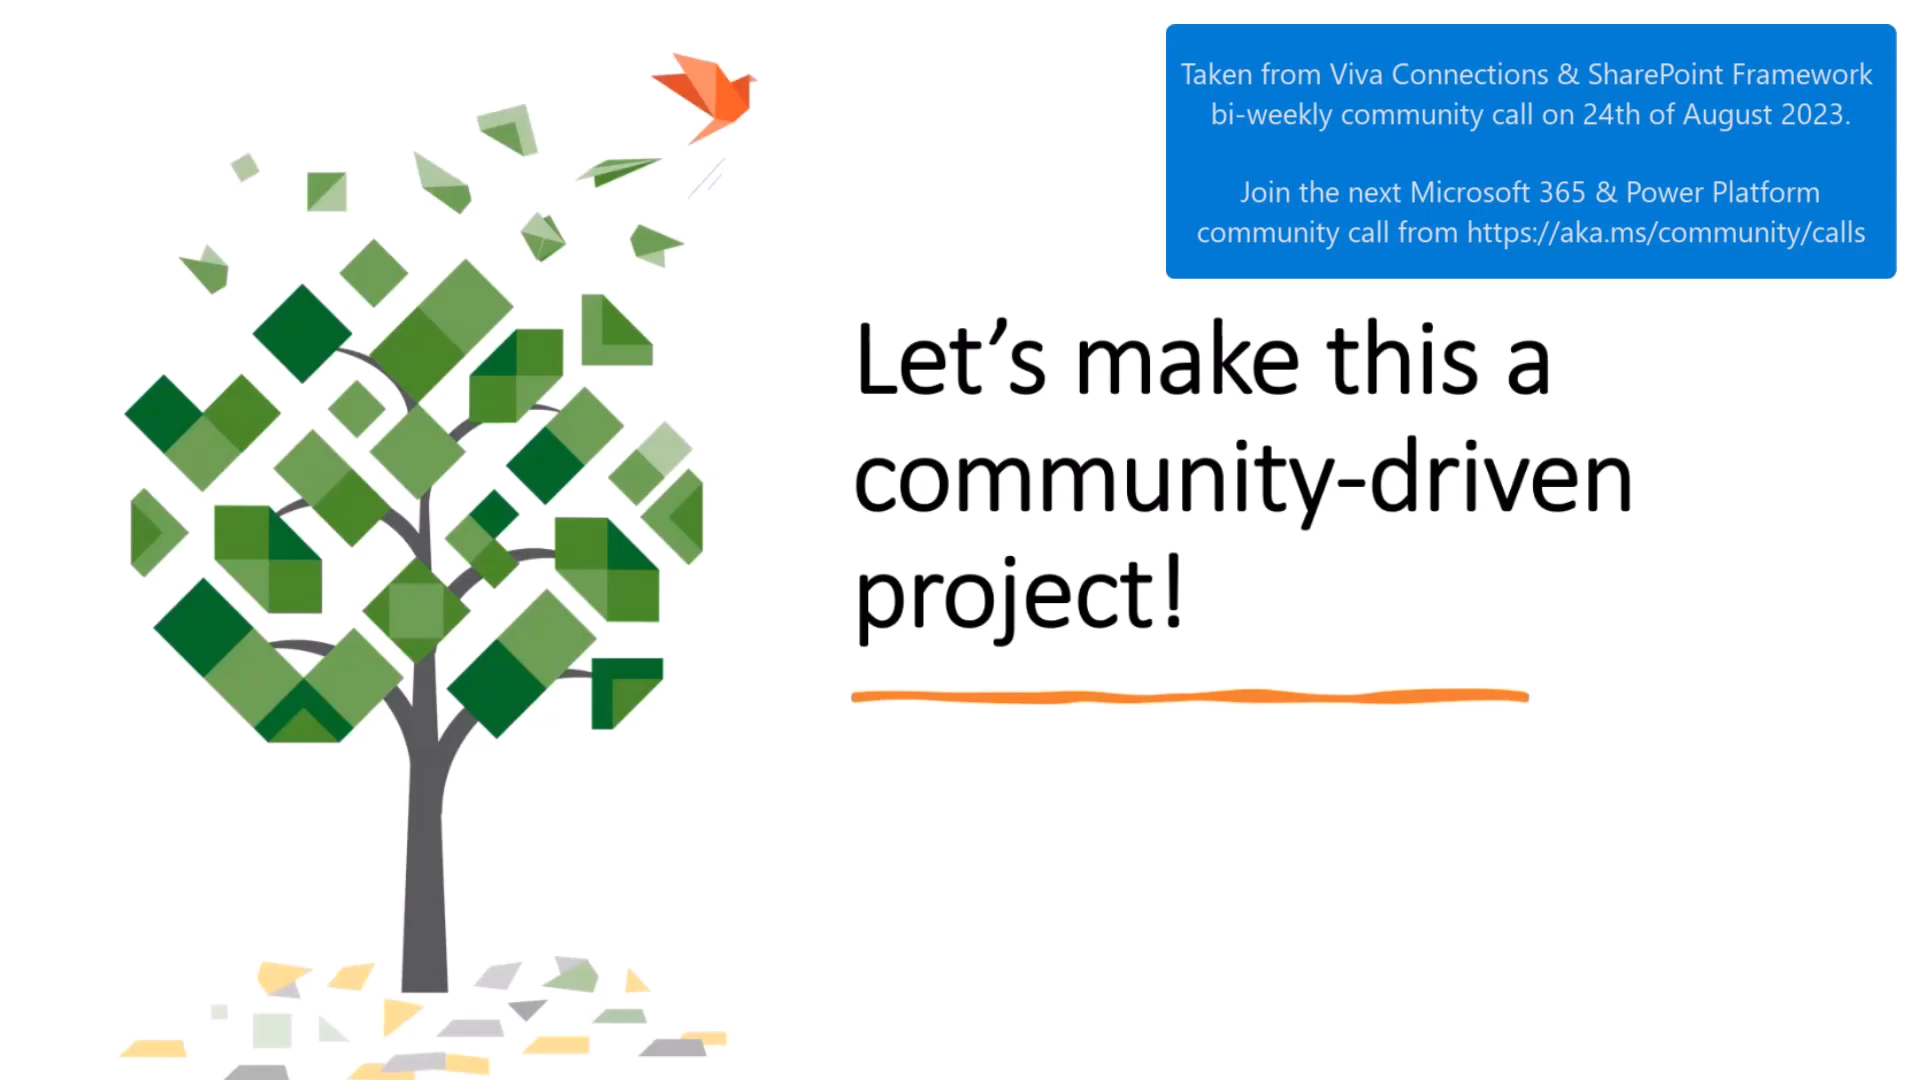 Taken from Viva Connections & SharePoint Framework
bi-weekly community call on 24th of August 2023.
Join the next Microsoft 365 & Power Platform
community call from https://aka.ms/community/calls
Let’s make this a
community-driven
project!